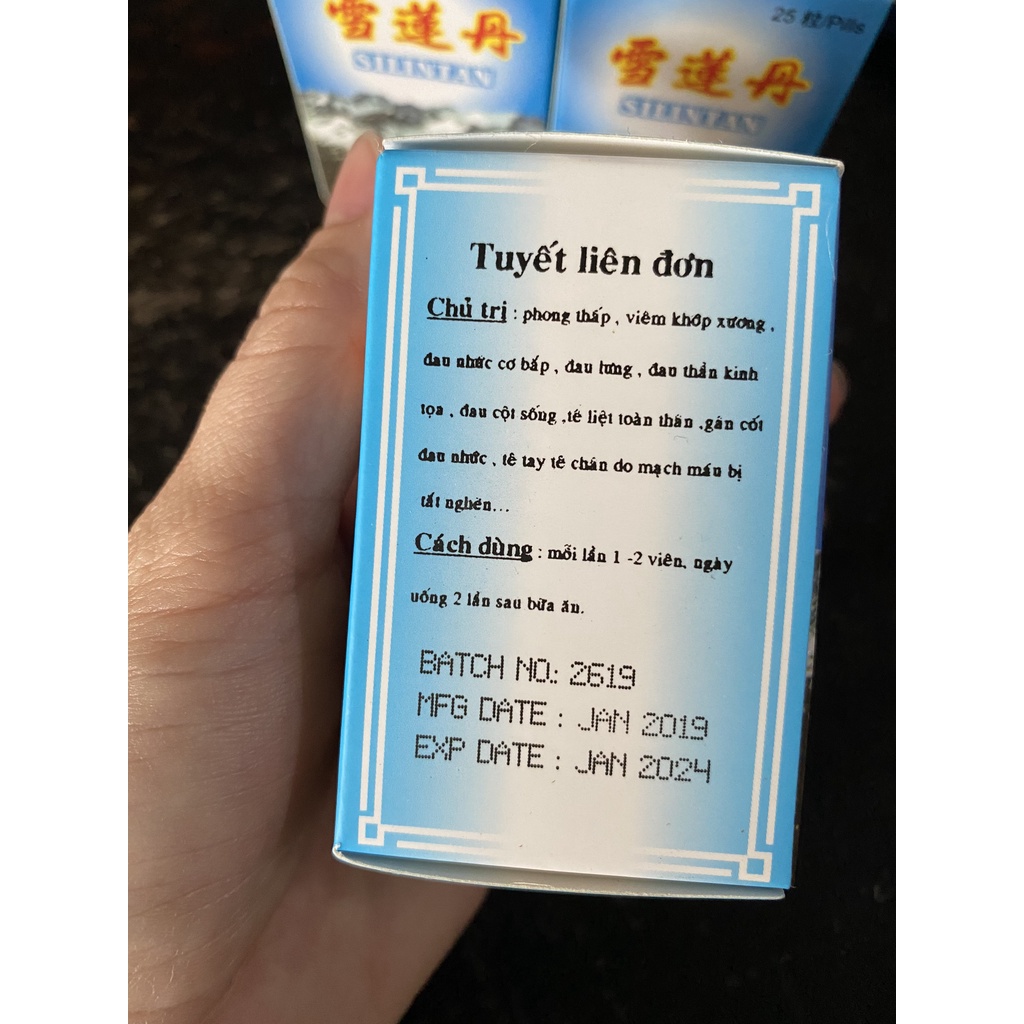 雪蓮丹
25 粒/Pills
雪蓮丹
Tuyết liên đơn
Chủ trị : phong thấp , viêm khớp xương ,
đau nhức cơ bắp , đau lưng , đau thần kinh
tọa , đau cột sống ,tê liệt toàn thân ,gân cốt
đau nhức , tê tay tê chân do mạch máu bị
tắt nghẽn...
Cách dùng : mỗi lần 1 -2 viên, ngày
uống 2 lần sau bữa ăn.
BATCH NO.: 2619
MFG DATE : JAN 2019
EXP DATE : JAN 2024